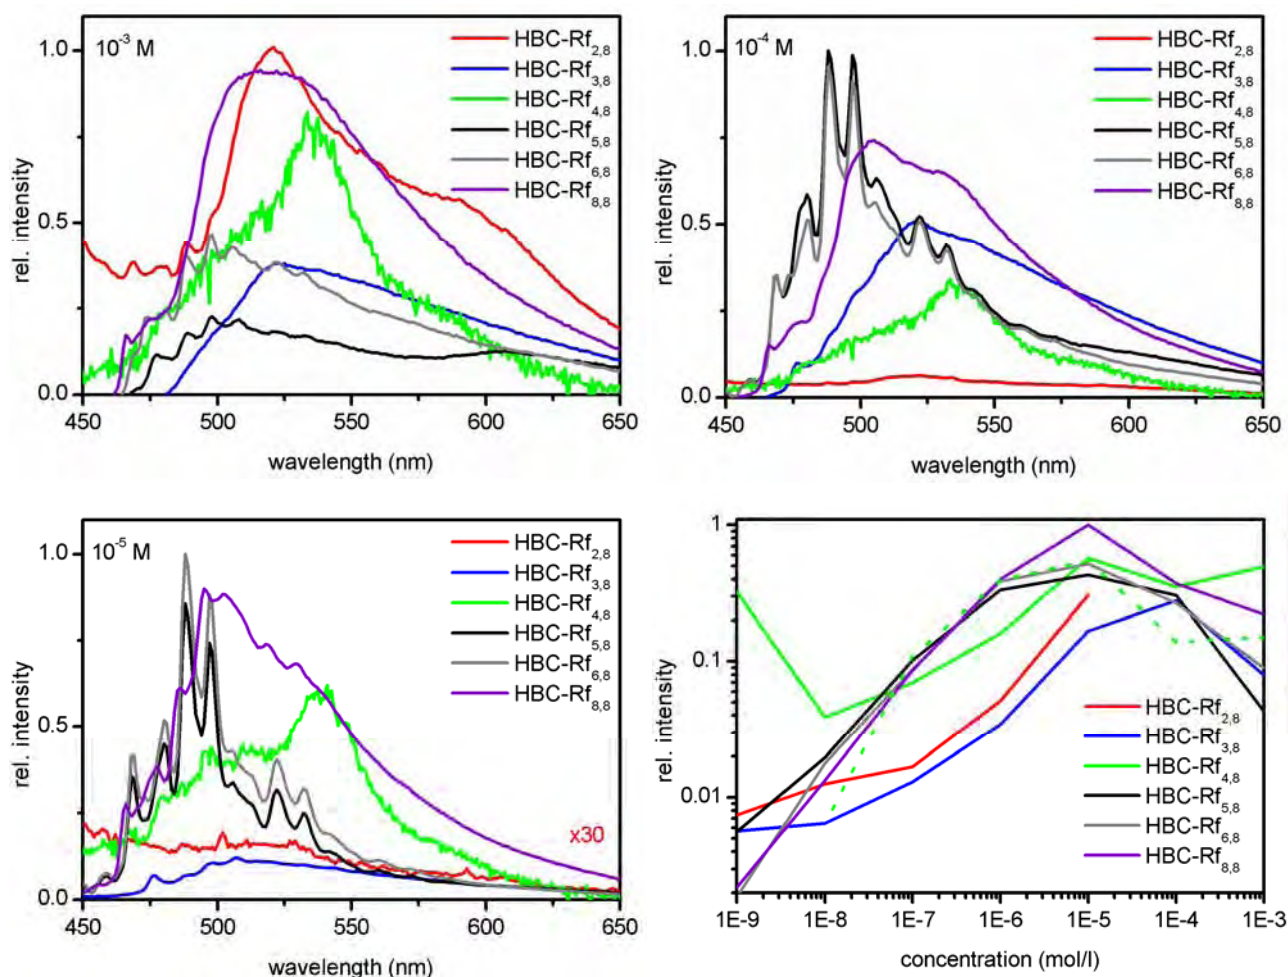 10⁻³ M
HBC-Rf₂,₈
HBC-Rf₃,₈
HBC-Rf₄,₈
HBC-Rf₅,₈
HBC-Rf₆,₈
HBC-Rf₈,₈
rel. intensity
1.0
0.5
0.0
450 500 550 600 650
wavelength (nm)
10⁻⁴ M
HBC-Rf₂,₈
HBC-Rf₃,₈
HBC-Rf₄,₈
HBC-Rf₅,₈
HBC-Rf₆,₈
HBC-Rf₈,₈
rel. intensity
1.0
0.5
0.0
450 500 550 600 650
wavelength (nm)
10⁻⁵ M
HBC-Rf₂,₈
HBC-Rf₃,₈
HBC-Rf₄,₈
HBC-Rf₅,₈
HBC-Rf₆,₈
HBC-Rf₈,₈
x30
rel. intensity
1.0
0.5
0.0
450 500 550 600 650
wavelength (nm)
rel. intensity
1
0.1
0.01
HBC-Rf₂,₈
HBC-Rf₃,₈
HBC-Rf₄,₈
HBC-Rf₅,₈
HBC-Rf₆,₈
HBC-Rf₈,₈
1E-9 1E-8 1E-7 1E-6 1E-5 1E-4 1E-3
concentration (mol/l)